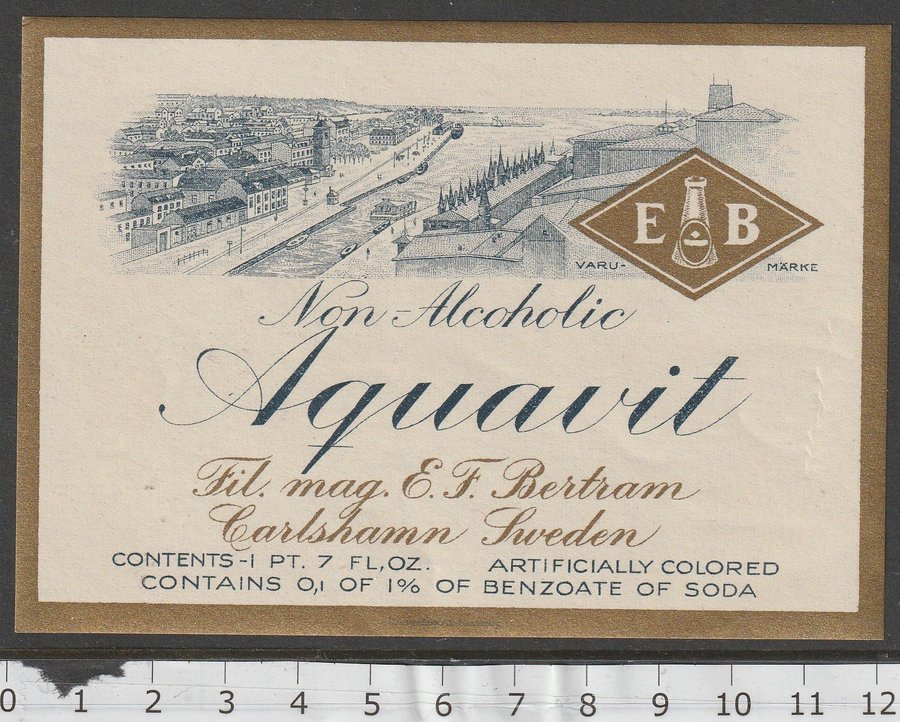 E B
VARU- MÄRKE
Non-Alcoholic
Aquavit
Fil. mag. E. F. Bertram
Carlshamn Sweden
CONTENTS-1 PT. 7 FL,OZ. ARTIFICIALLY COLORED
CONTAINS 0,1 OF 1% OF BENZOATE OF SODA
0 1 2 3 4 5 6 7 8 9 10 11 12